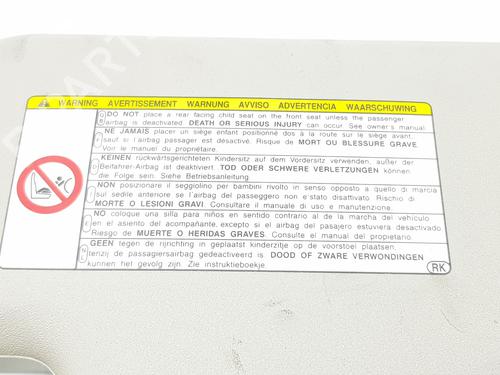 WARNING AVERTISSEMENT WARNUNG AVVISO ADVERTENCIA WAARSCHUWING
GB DO NOT place a rear facing child seat on the front seat unless the passenger
airbag is deactivated. DEATH OR SERIOUS INJURY can occur. See owner's manual.
F NE JAMAIS placer un siège enfant positionné dos à la route sur le siège avant,
sauf si l'airbag passager est désactivé. Risque de MORT OU BLESSURE GRAVE.
Voir le manuel du propriétaire.
D KEINEN rückwärtsgerichteten Kindersitz auf dem Vordersitz verwenden, außer der
Beifahrer-Airbag ist deaktiviert. TOD ODER SCHWERE VERLETZUNGEN können
die Folge sein. Siehe Betriebsanleitung.
I NON posizionare il seggiolino per bambini rivolto in senso opposto a quello di marcia
sul sedile anteriore se l'airbag del passeggero non e'stato disattivato. Rischio di
MORTE O LESIONI GRAVI. Consultare il manuale di uso e manutenzione.
E NO coloque una silla para niños en sentido contrario al de la marcha del vehículo
en el asiento del acompañante, excepto si el airbag del pasajero estuviera desactivado.
Riesgo de MUERTE O HERIDAS GRAVES. Consulte el manual del propietario.
NL GEEN tegen de rijrichting in geplaatst kinderzitje op de voorstoel plaatsen,
tenzij de passagiersairbag gedeactiveerd is. DOOD OF ZWARE VERWONDINGEN
kunnen het gevolg zijn. Zie instruktieboekje.
RK